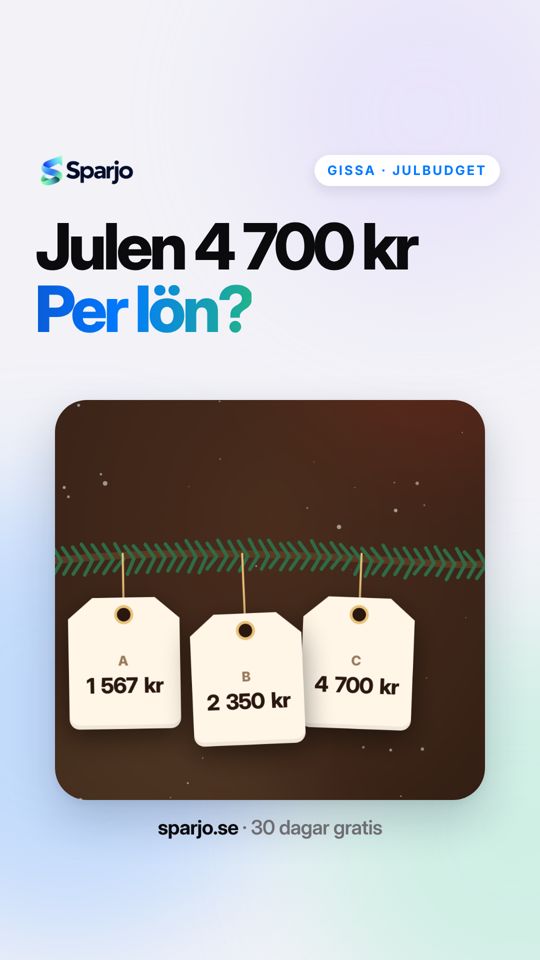 Sparjo
GISSA · JULBUDGET
Julen 4 700 kr
Per lön?
A
1 567 kr
B
2 350 kr
C
4 700 kr
sparjo.se · 30 dagar gratis